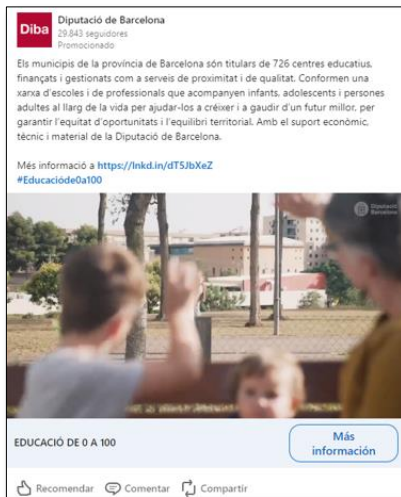 Diba
Diputació de Barcelona
29.843 seguidores
Promocionado
Els municipis de la província de Barcelona són titulars de 726 centres educatius,
finançats i gestionats com a serveis de proximitat i de qualitat. Conformen una
xarxa d'escoles i de professionals que acompanyen infants, adolescents i persones
adultes al llarg de la vida per ajudar-los a créixer i a gaudir d'un futur millor, per
garantir l'equitat d'oportunitats i l'equilibri territorial. Amb el suport econòmic,
tècnic i material de la Diputació de Barcelona.
Més informació a https://lnkd.in/dT5JbXeZ
#Educacióde0a100
Diputació
Barcelona
EDUCACIÓ DE 0 A 100
Más
información
Recomendar
Comentar
Compartir